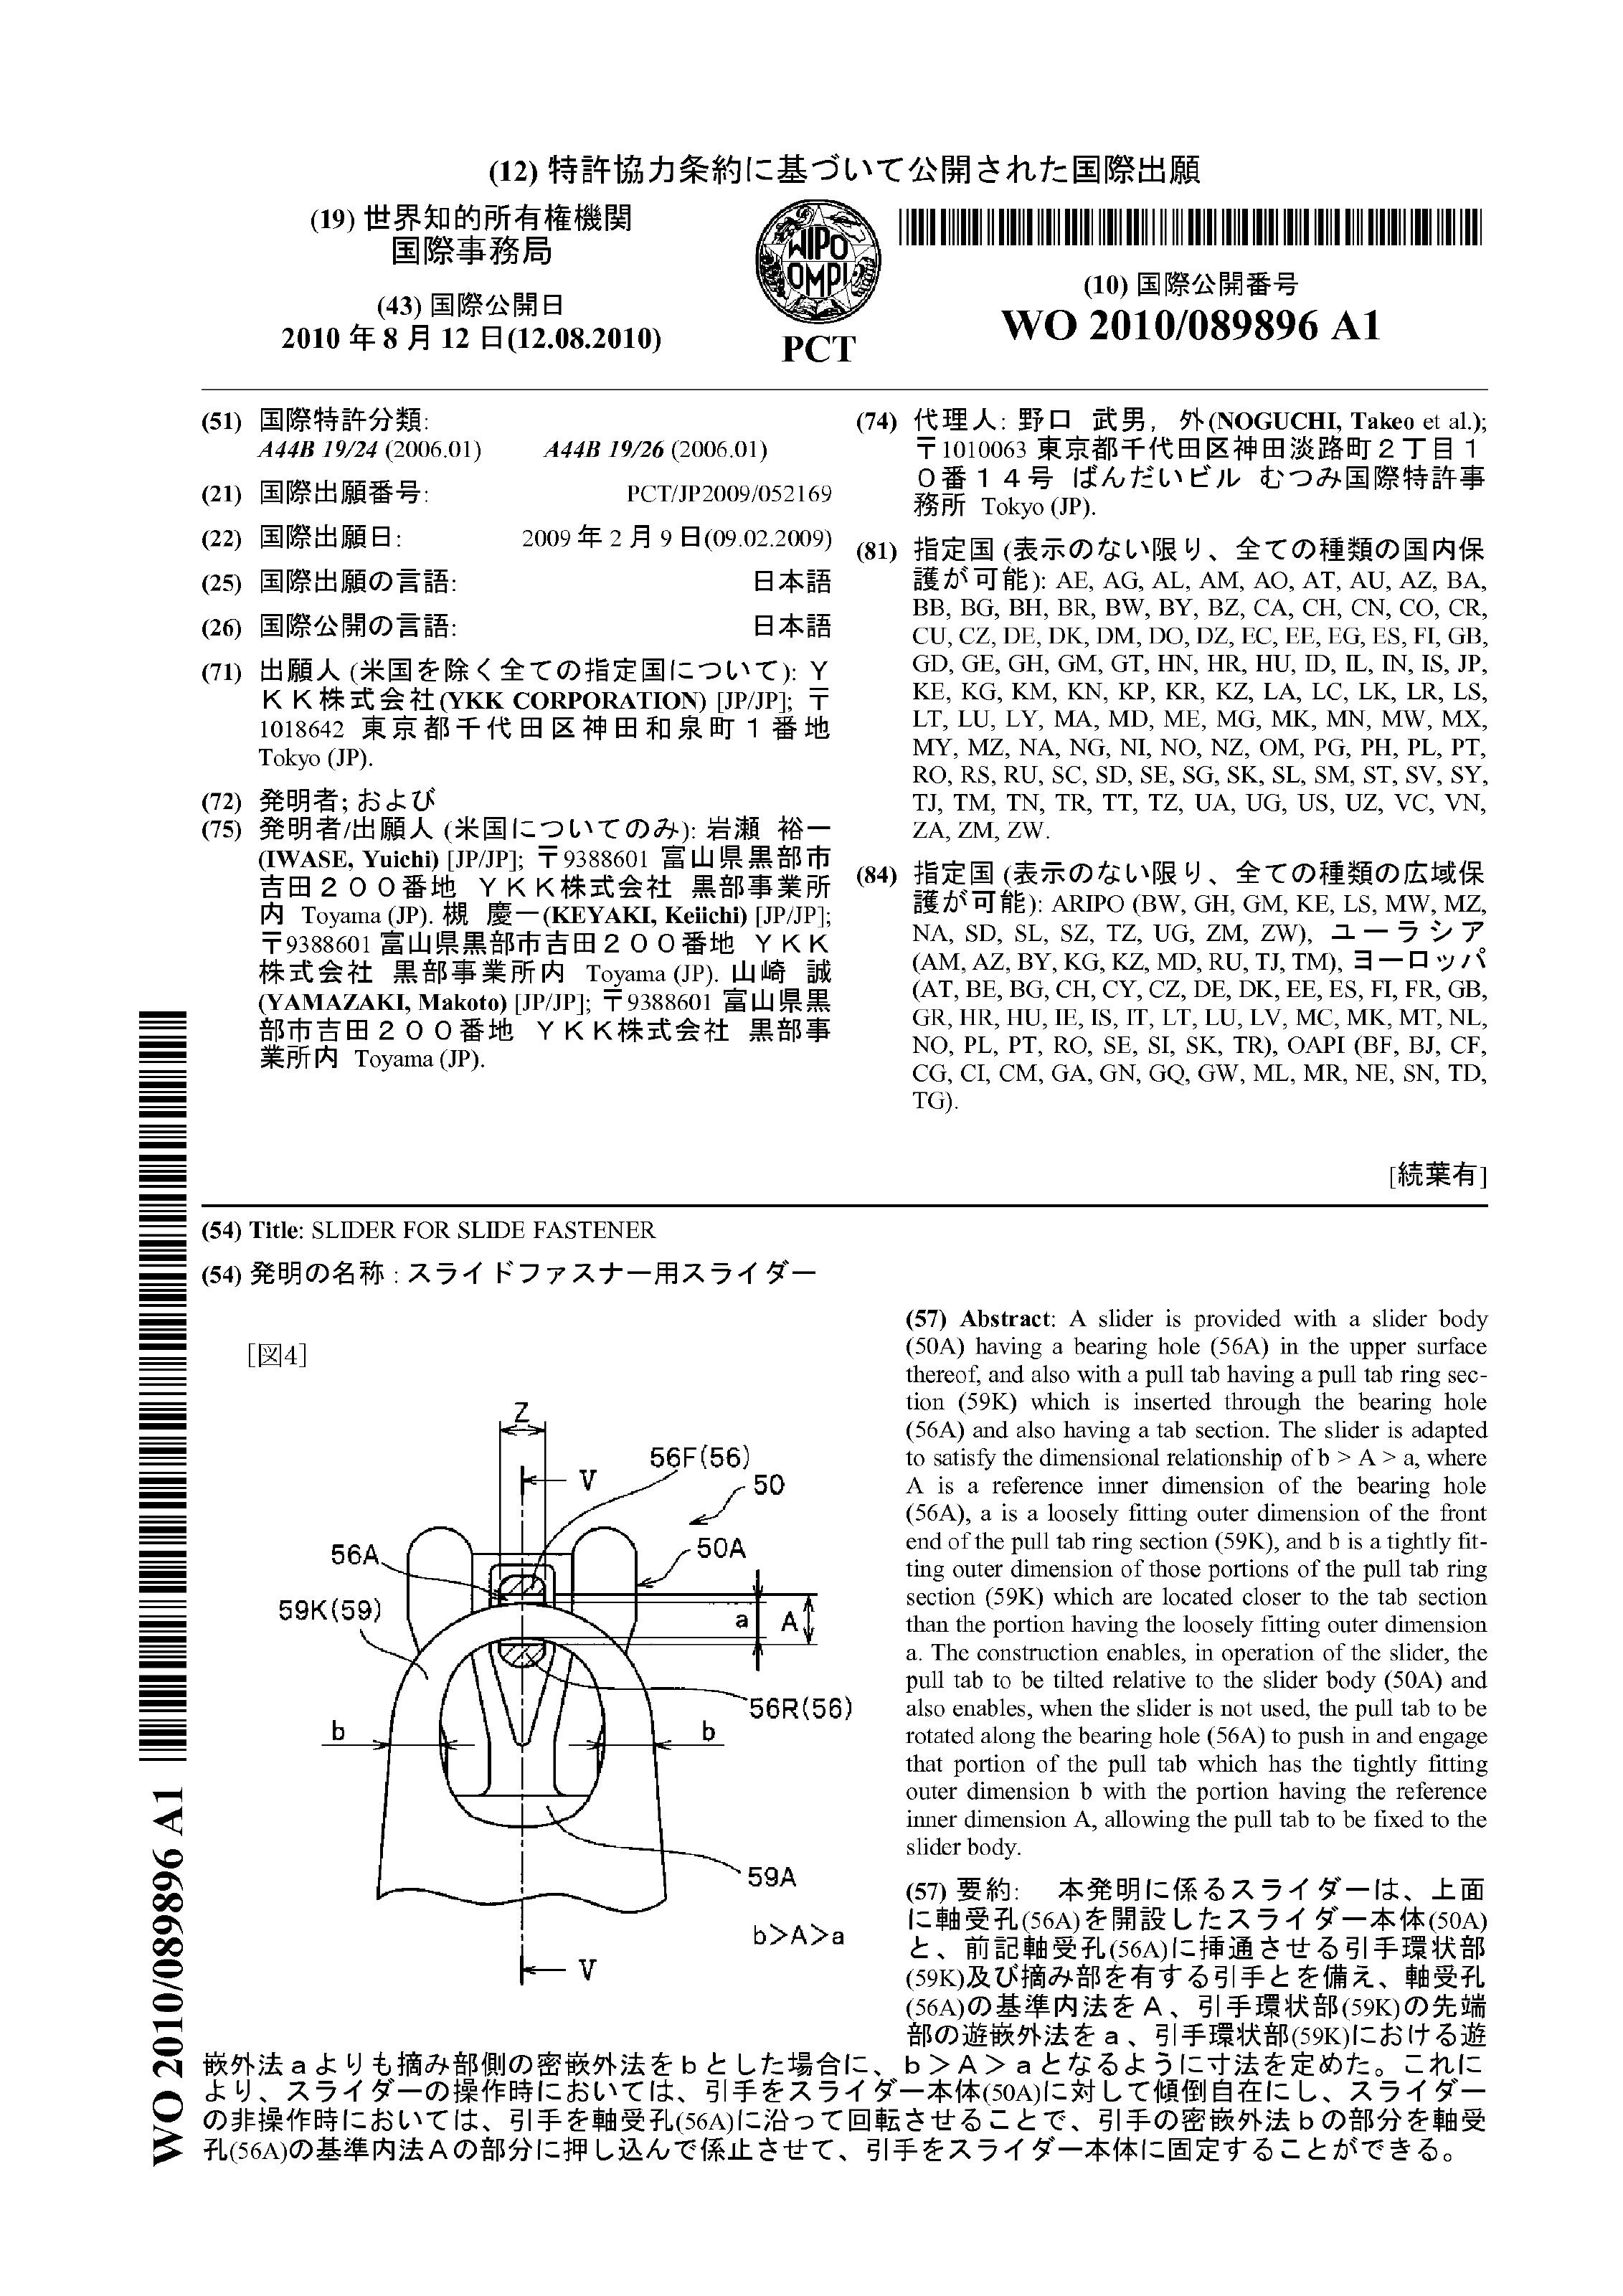 (12) 特許協力条約に基づいて公開された国際出願
(19) 世界知的所有権機関
国際事務局
(43) 国際公開日
2010 年 8 月 12 日(12.08.2010)
WIPO
OMPI
PCT
(10) 国際公開番号
WO 2010/089896 A1
(51) 国際特許分類:
A44B 19/24 (2006.01) A44B 19/26 (2006.01)
(21) 国際出願番号: PCT/JP2009/052169
(22) 国際出願日: 2009 年 2 月 9 日(09.02.2009)
(25) 国際出願の言語: 日本語
(26) 国際公開の言語: 日本語
(71) 出願人 (米国を除く全ての指定国について): Y
K K 株式会社(YKK CORPORATION) [JP/JP]; 〒
1018642 東京都千代田区神田和泉町１番地
Tokyo (JP).
(72) 発明者; および
(75) 発明者/出願人 (米国についてのみ): 岩瀬 裕一
(IWASE, Yuichi) [JP/JP]; 〒9388601 富山県黒部市
吉田２００番地 ＹＫＫ株式会社 黒部事業所
内 Toyama (JP). 槻 慶一(KEYAKI, Keiichi) [JP/JP];
〒9388601 富山県黒部市吉田２００番地 ＹＫＫ
株式会社 黒部事業所内 Toyama (JP). 山崎 誠
(YAMAZAKI, Makoto) [JP/JP]; 〒9388601 富山県黒
部市吉田２００番地 ＹＫＫ株式会社 黒部事
業所内 Toyama (JP).
(74) 代理人: 野口 武男, 外(NOGUCHI, Takeo et al.);
〒1010063 東京都千代田区神田淡路町２丁目１
０番１４号 ばんだいビル むつみ国際特許事
務所 Tokyo (JP).
(81) 指定国 (表示のない限り、全ての種類の国内保
護が可能): AE, AG, AL, AM, AO, AT, AU, AZ, BA,
BB, BG, BH, BR, BW, BY, BZ, CA, CH, CN, CO, CR,
CU, CZ, DE, DK, DM, DO, DZ, EC, EE, EG, ES, FI, GB,
GD, GE, GH, GM, GT, HN, HR, HU, ID, IL, IN, IS, JP,
KE, KG, KM, KN, KP, KR, KZ, LA, LC, LK, LR, LS,
LT, LU, LY, MA, MD, ME, MG, MK, MN, MW, MX,
MY, MZ, NA, NG, NI, NO, NZ, OM, PG, PH, PL, PT,
RO, RS, RU, SC, SD, SE, SG, SK, SL, SM, ST, SV, SY,
TJ, TM, TN, TR, TT, TZ, UA, UG, US, UZ, VC, VN,
ZA, ZM, ZW.
(84) 指定国 (表示のない限り、全ての種類の広域保
護が可能): ARIPO (BW, GH, GM, KE, LS, MW, MZ,
NA, SD, SL, SZ, TZ, UG, ZM, ZW), ユーラシア
(AM, AZ, BY, KG, KZ, MD, RU, TJ, TM), ヨーロッパ
(AT, BE, BG, CH, CY, CZ, DE, DK, EE, ES, FI, FR, GB,
GR, HR, HU, IE, IS, IT, LT, LU, LV, MC, MK, MT, NL,
NO, PL, PT, RO, SE, SI, SK, TR), OAPI (BF, BJ, CF,
CG, CI, CM, GA, GN, GQ, GW, ML, MR, NE, SN, TD,
TG).
[続葉有]
(54) Title: SLIDER FOR SLIDE FASTENER
(54) 発明の名称 : スライドファスナー用スライダー
[図4]
Z
56F(56)
V
50
56A
50A
59K(59)
a
A
56R(56)
b
b
59A
b>A>a
V
(57) Abstract: A slider is provided with a slider body
(50A) having a bearing hole (56A) in the upper surface
thereof, and also with a pull tab having a pull tab ring sec-
tion (59K) which is inserted through the bearing hole
(56A) and also having a tab section. The slider is adapted
to satisfy the dimensional relationship of b > A > a, where
A is a reference inner dimension of the bearing hole
(56A), a is a loosely fitting outer dimension of the front
end of the pull tab ring section (59K), and b is a tightly fit-
ting outer dimension of those portions of the pull tab ring
section (59K) which are located closer to the tab section
than the portion having the loosely fitting outer dimension
a. The construction enables, in operation of the slider, the
pull tab to be tilted relative to the slider body (50A) and
also enables, when the slider is not used, the pull tab to be
rotated along the bearing hole (56A) to push in and engage
that portion of the pull tab which has the tightly fitting
outer dimension b with the portion having the reference
inner dimension A, allowing the pull tab to be fixed to the
slider body.
(57) 要約: 本発明に係るスライダーは、上面
に軸受孔(56A)を開設したスライダー本体(50A)
と、前記軸受孔(56A)に挿通させる引手環状部
(59K)及び摘み部を有する引手とを備え、軸受孔
(56A)の基準内法をＡ、引手環状部(59K)の先端
部の遊嵌外法をａ、引手環状部(59K)における遊
嵌外法ａよりも摘み部側の密嵌外法をｂとした場合に、ｂ＞Ａ＞ａとなるように寸法を定めた。これに
より、スライダーの操作時においては、引手をスライダー本体(50A)に対して傾倒自在にし、スライダー
の非操作時においては、引手を軸受孔(56A)に沿って回転させることで、引手の密嵌外法ｂの部分を軸受
孔(56A)の基準内法Ａの部分に押し込んで係止させて、引手をスライダー本体に固定することができる。
WO 2010/089896 A1